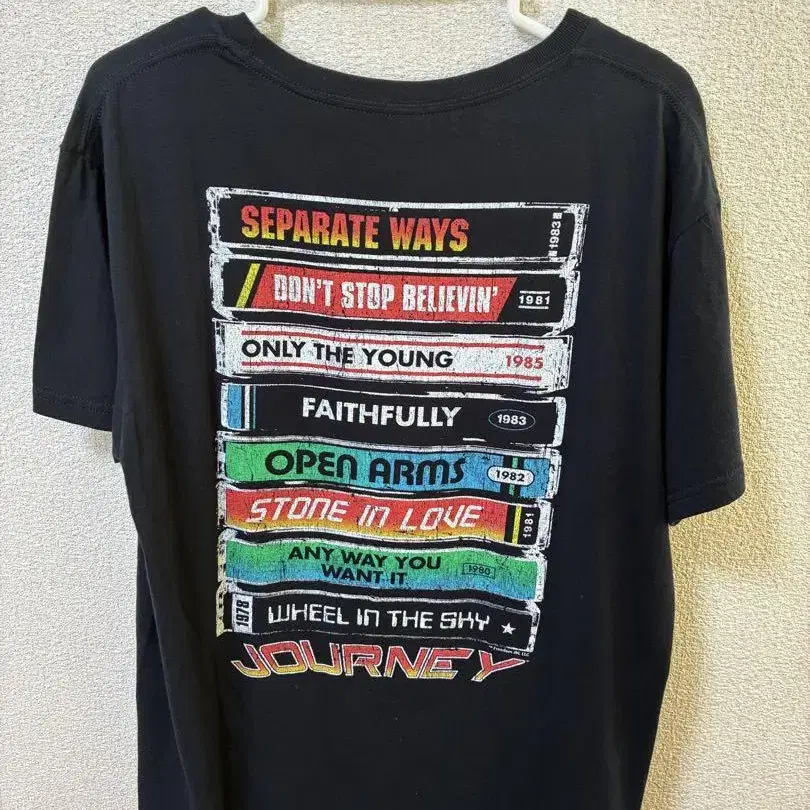 SEPARATE WAYS 1983
DON'T STOP BELIEVIN' 1981
ONLY THE YOUNG 1985
FAITHFULLY 1983
OPEN ARMS 1982
STONE IN LOVE 1981
ANY WAY YOU
WANT IT 1980
1978 WHEEL IN THE SKY
JOURNEY